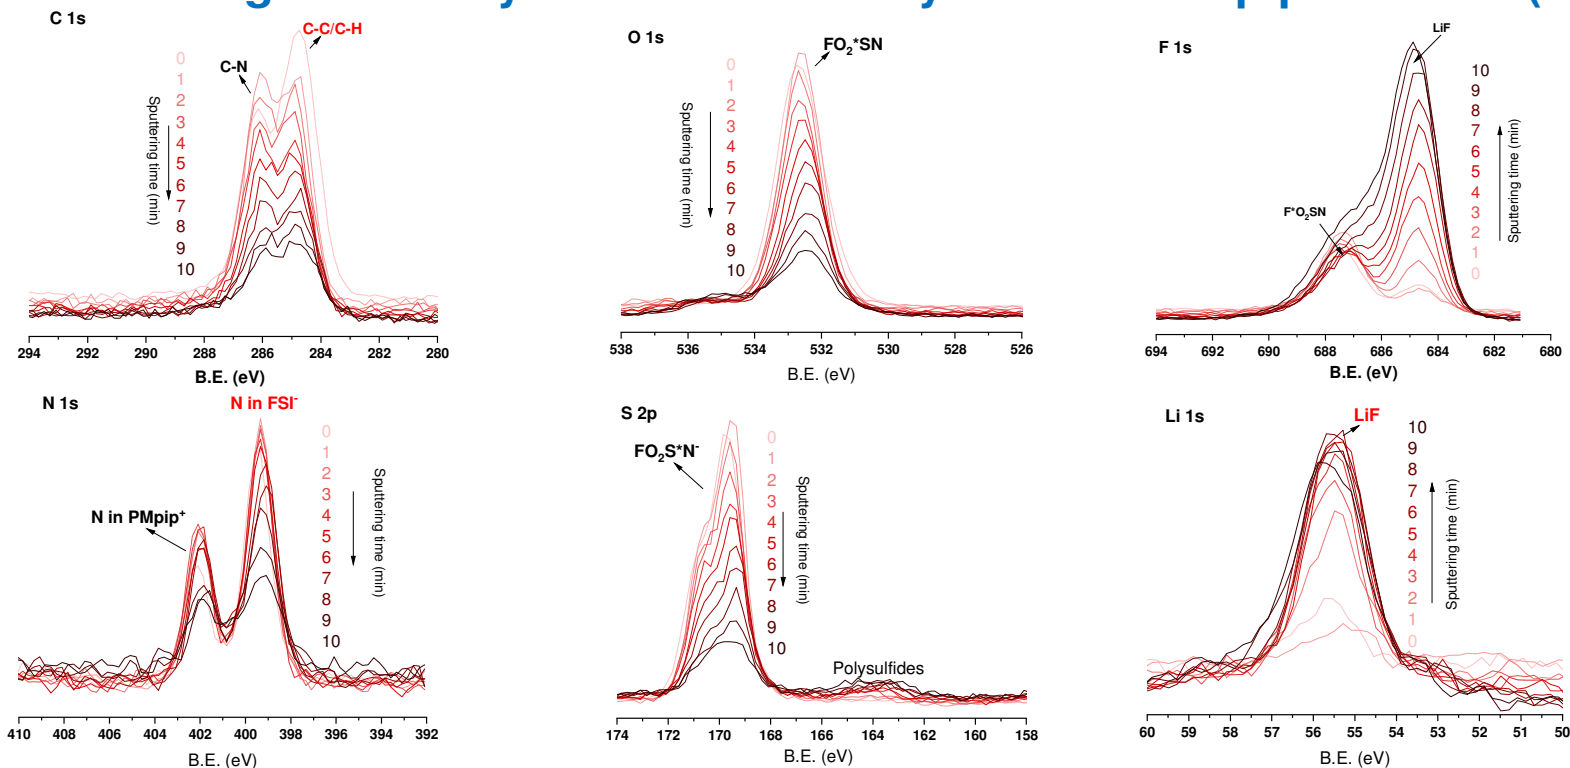 C 1s
C-C/C-H
C-N
0
1
2
3
4
5
6
7
8
9
10
Sputtering time (min)
294 292 290 288 286 284 282 280
B.E. (eV)
O 1s
FO2*SN
0
1
2
3
4
5
6
7
8
9
10
Sputtering time (min)
538 536 534 532 530 528 526
B.E. (eV)
F 1s
LiF
F*O2SN
10
9
8
7
6
5
4
3
2
1
0
Sputtering time (min)
694 692 690 688 686 684 682 680
B.E. (eV)
N 1s
N in FSI-
N in PMpip+
0
1
2
3
4
5
6
7
8
9
10
Sputtering time (min)
410 408 406 404 402 400 398 396 394 392
B.E. (eV)
S 2p
FO2S*N-
0
1
2
3
4
5
6
7
8
9
10
Sputtering time (min)
Polysulfides
174 172 170 168 166 164 162 160 158
B.E. (eV)
Li 1s
LiF
10
9
8
7
6
5
4
3
2
1
0
Sputtering time (min)
60 59 58 57 56 55 54 53 52 51 50
B.E. (eV)